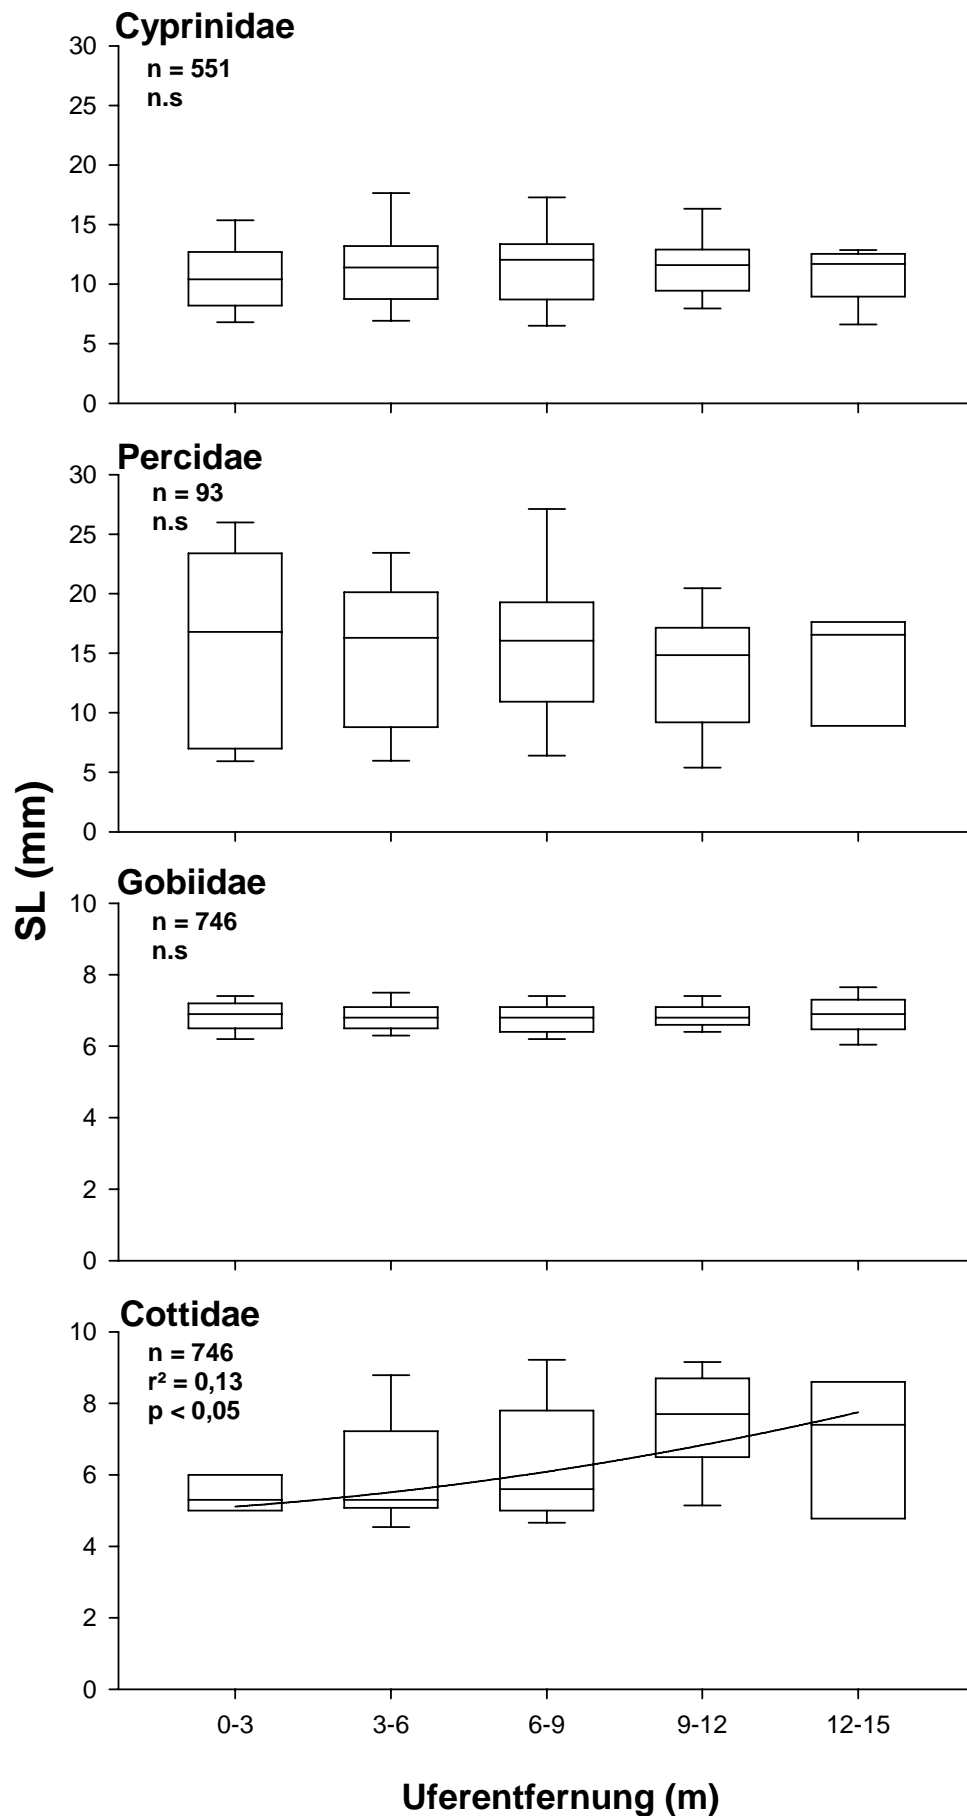 Cyprinidae
n = 551
n.s
30
25
20
15
10
5
0
Percidae
n = 93
n.s
30
25
20
15
10
5
0
SL (mm)
Gobiidae
n = 746
n.s
10
8
6
4
2
0
Cottidae
n = 746
r² = 0,13
p < 0,05
10
8
6
4
2
0
0-3 3-6 6-9 9-12 12-15
Uferentfernung (m)